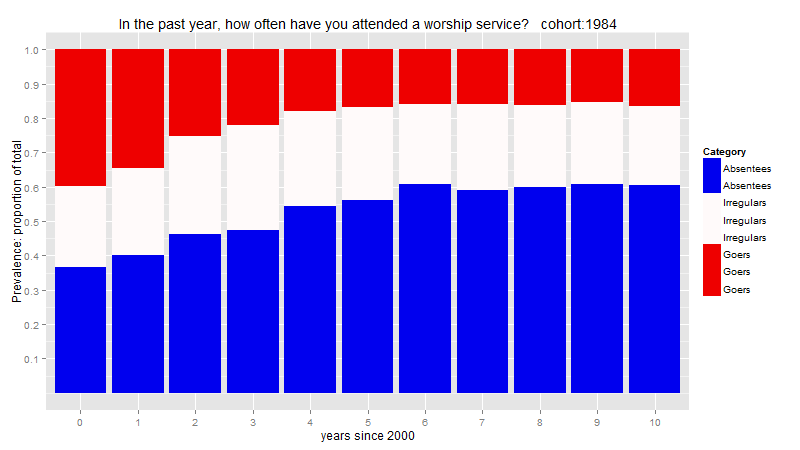 In the past year, how often have you attended a worship service?   cohort:1984
Prevalence: proportion of total
1.0
0.9
0.8
0.7
0.6
0.5
0.4
0.3
0.2
0.1
0 1 2 3 4 5 6 7 8 9 10
years since 2000
Category
Absentees
Absentees
Irregulars
Irregulars
Irregulars
Goers
Goers
Goers